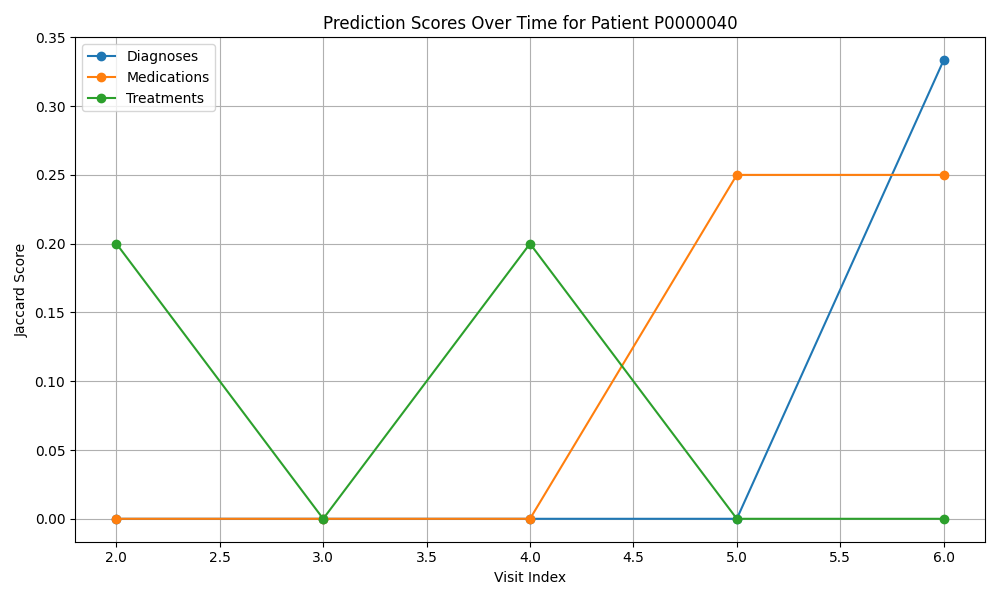 Prediction Scores Over Time for Patient P0000040
Diagnoses
Medications
Treatments
Jaccard Score
0.35
0.30
0.25
0.20
0.15
0.10
0.05
0.00
2.0 2.5 3.0 3.5 4.0 4.5 5.0 5.5 6.0
Visit Index